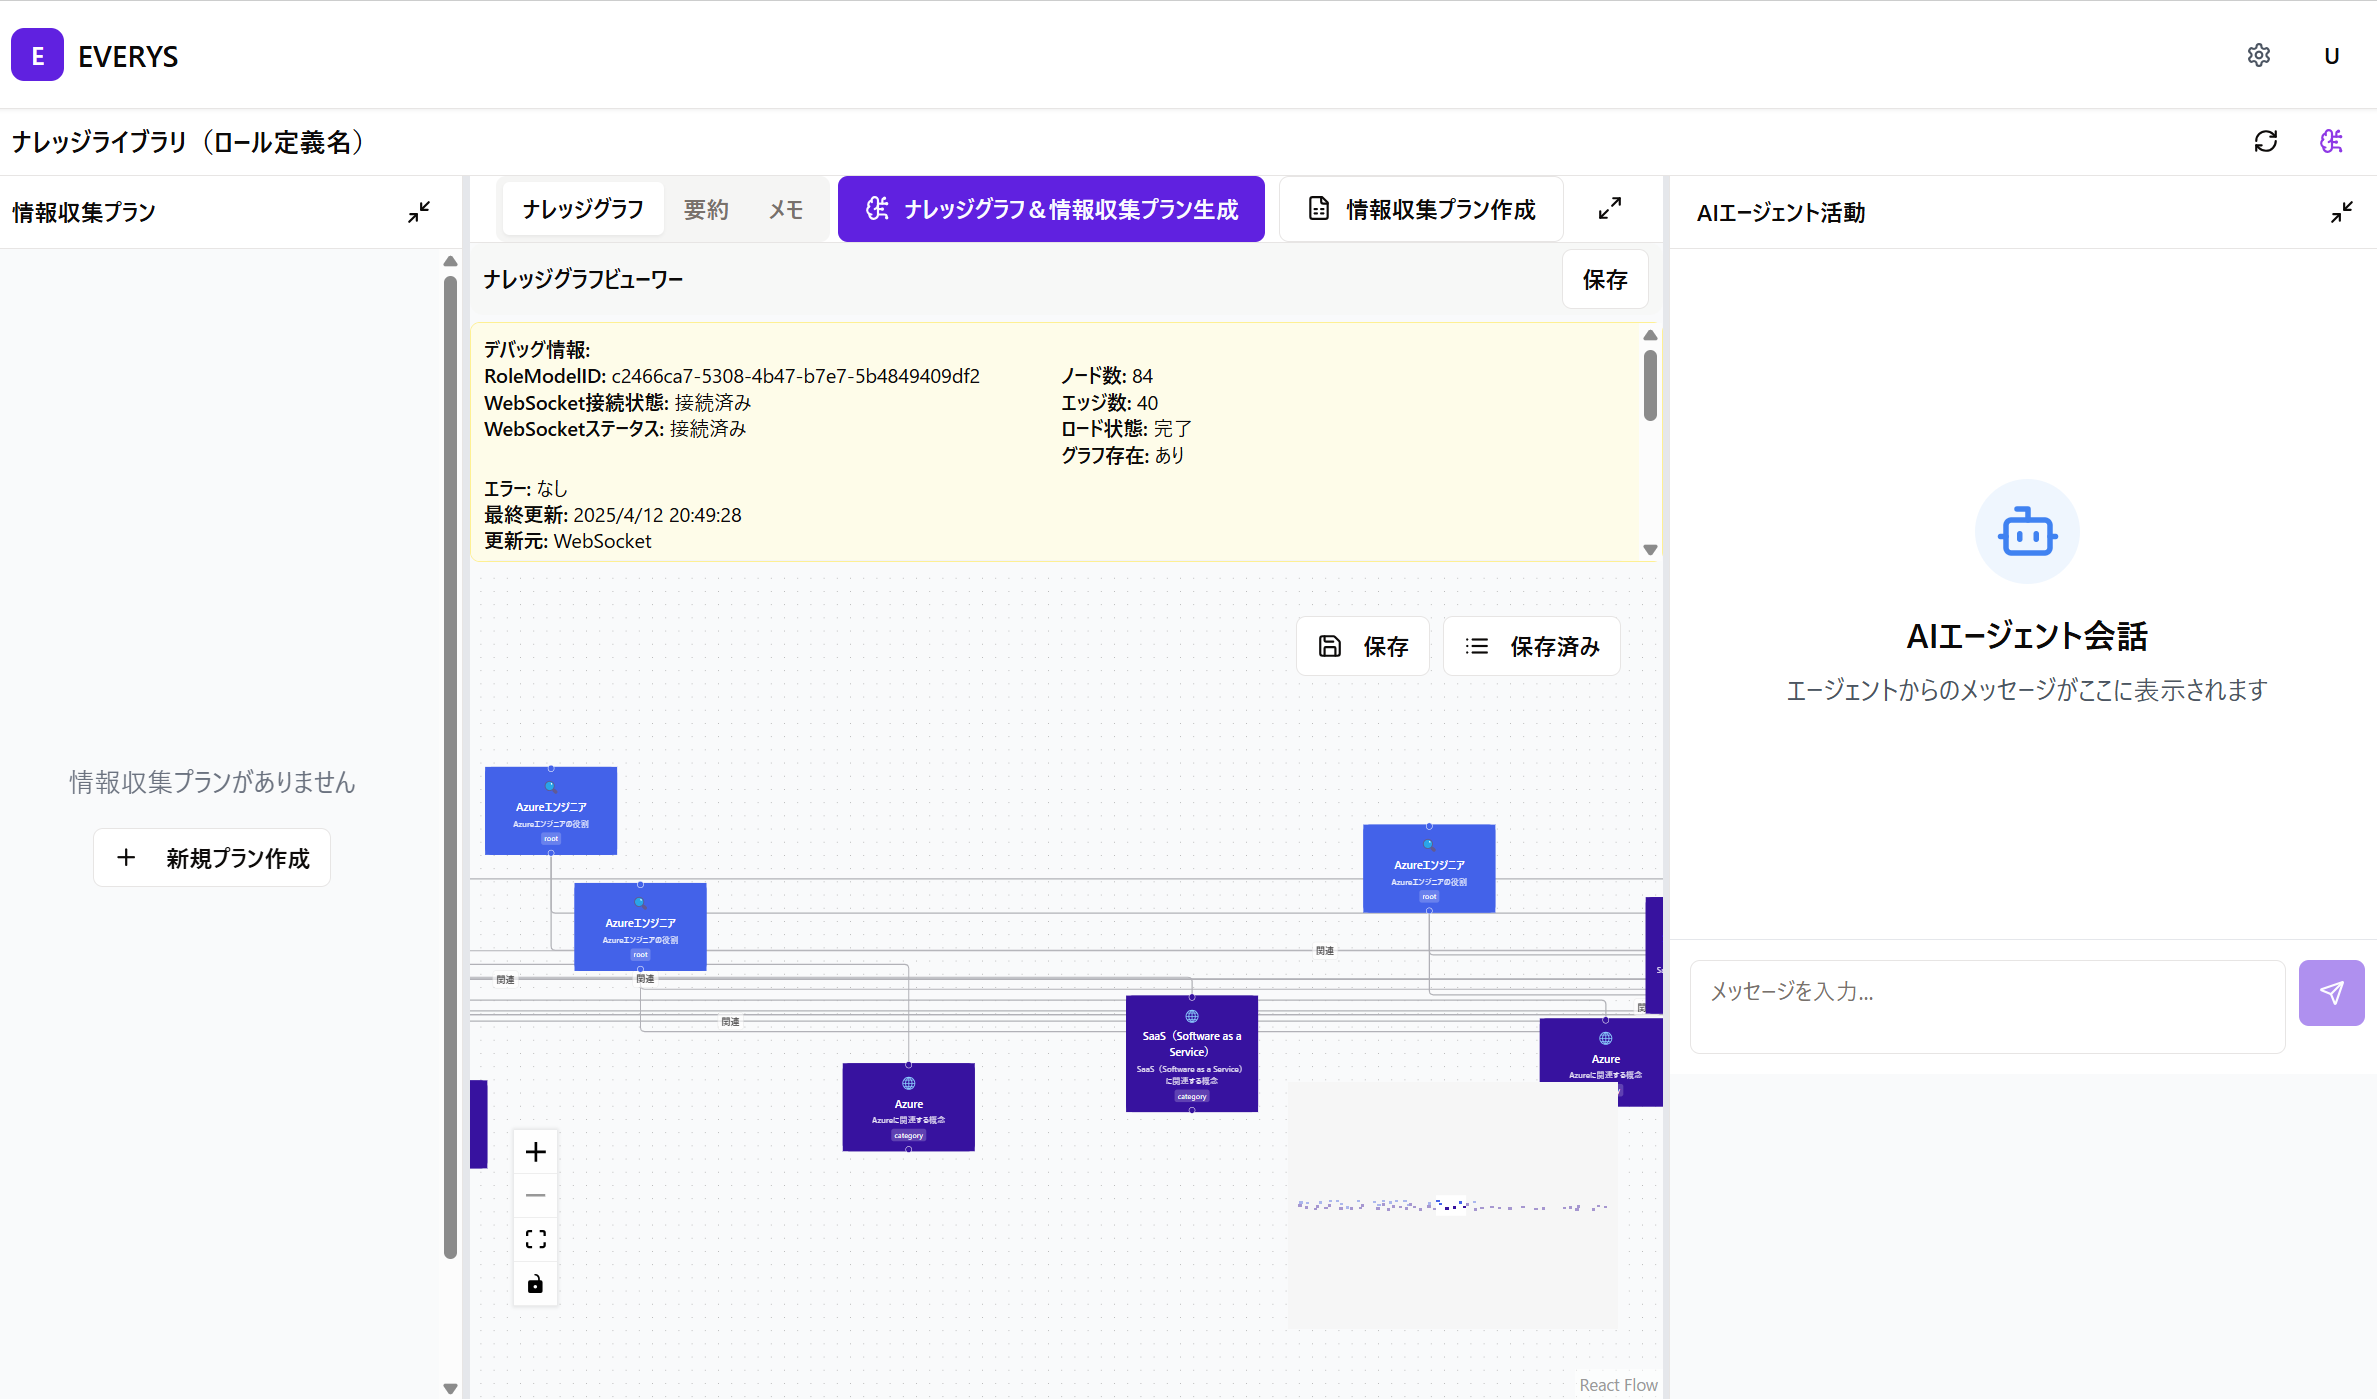 E EVERYS
U
ナレッジライブラリ（ロール定義名）
情報収集プラン
ナレッジグラフ
要約
メモ
ナレッジグラフ＆情報収集プラン生成
情報収集プラン作成
AIエージェント活動
ナレッジグラフビューワー
保存
デバッグ情報:
RoleModelID: c2466ca7-5308-4b47-b7e7-5b4849409df2
WebSocket接続状態: 接続済み
WebSocketステータス: 接続済み
ノード数: 84
エッジ数: 40
ロード状態: 完了
グラフ存在: あり
エラー: なし
最終更新: 2025/4/12 20:49:28
更新元: WebSocket
保存
保存済み
情報収集プランがありません
新規プラン作成
Azureエンジニア
Azureエンジニアの役割
root
Azureエンジニア
Azureエンジニアの役割
root
Azureエンジニア
Azureエンジニアの役割
root
関連
関連
関連
関連
SaaS（Software as a
Service）
SaaS（Software as a Service）
に関連する概念
category
Azure
Azureに関連する概念
category
Azure
Azureに関連する概念
React Flow
AIエージェント会話
エージェントからのメッセージがここに表示されます
メッセージを入力...